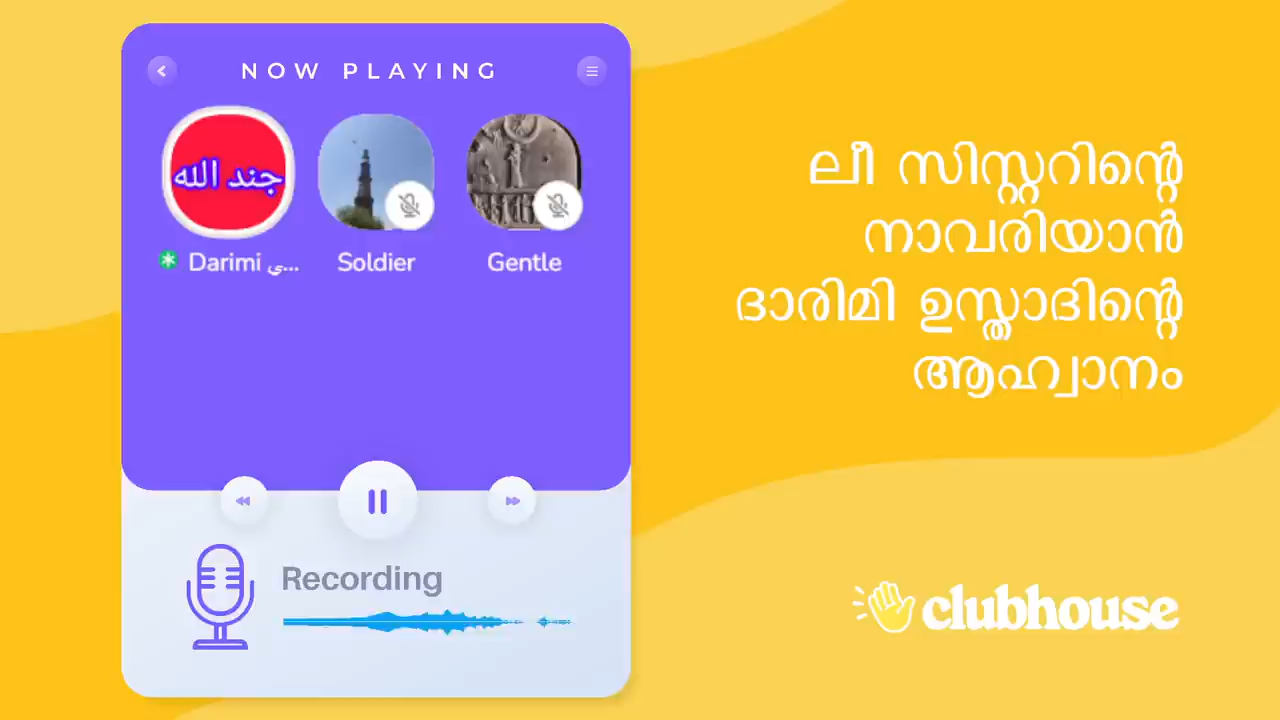 NOW PLAYING
جند الله
Darimi ي...
Soldier
Gentle
Recording
ലീ സിസ്റ്ററിന്റെ
നാവരിയാൻ
ദാരിമി ഉസ്താദിന്റെ
ആഹ്വാനം
clubhouse